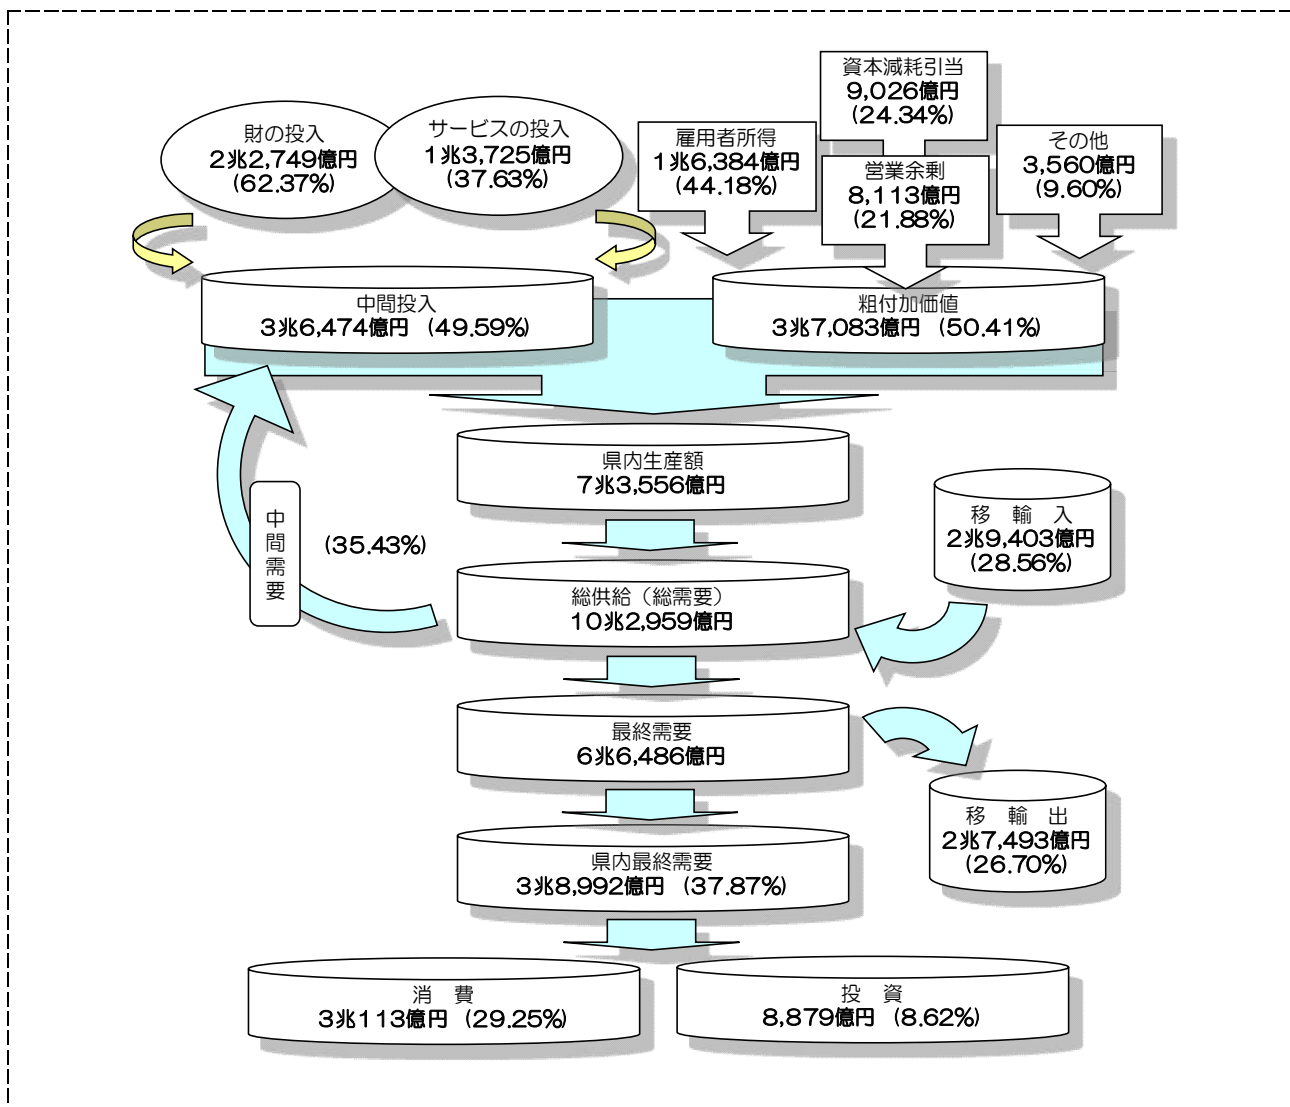 財の投入
2兆2,749億円
(62.37%)
サービスの投入
1兆3,725億円
(37.63%)
雇用者所得
1兆6,384億円
(44.18%)
資本減耗引当
9,026億円
(24.34%)
営業余剰
8,113億円
(21.88%)
その他
3,560億円
(9.60%)
中間投入
3兆6,474億円 (49.59%)
粗付加価値
3兆7,083億円 (50.41%)
県内生産額
7兆3,556億円
移 輸 入
2兆9,403億円
(28.56%)
中間需要
(35.43%)
総供給（総需要）
10兆2,959億円
最終需要
6兆6,486億円
移 輸 出
2兆7,493億円
(26.70%)
県内最終需要
3兆8,992億円 (37.87%)
消 費
3兆113億円 (29.25%)
投 資
8,879億円 (8.62%)